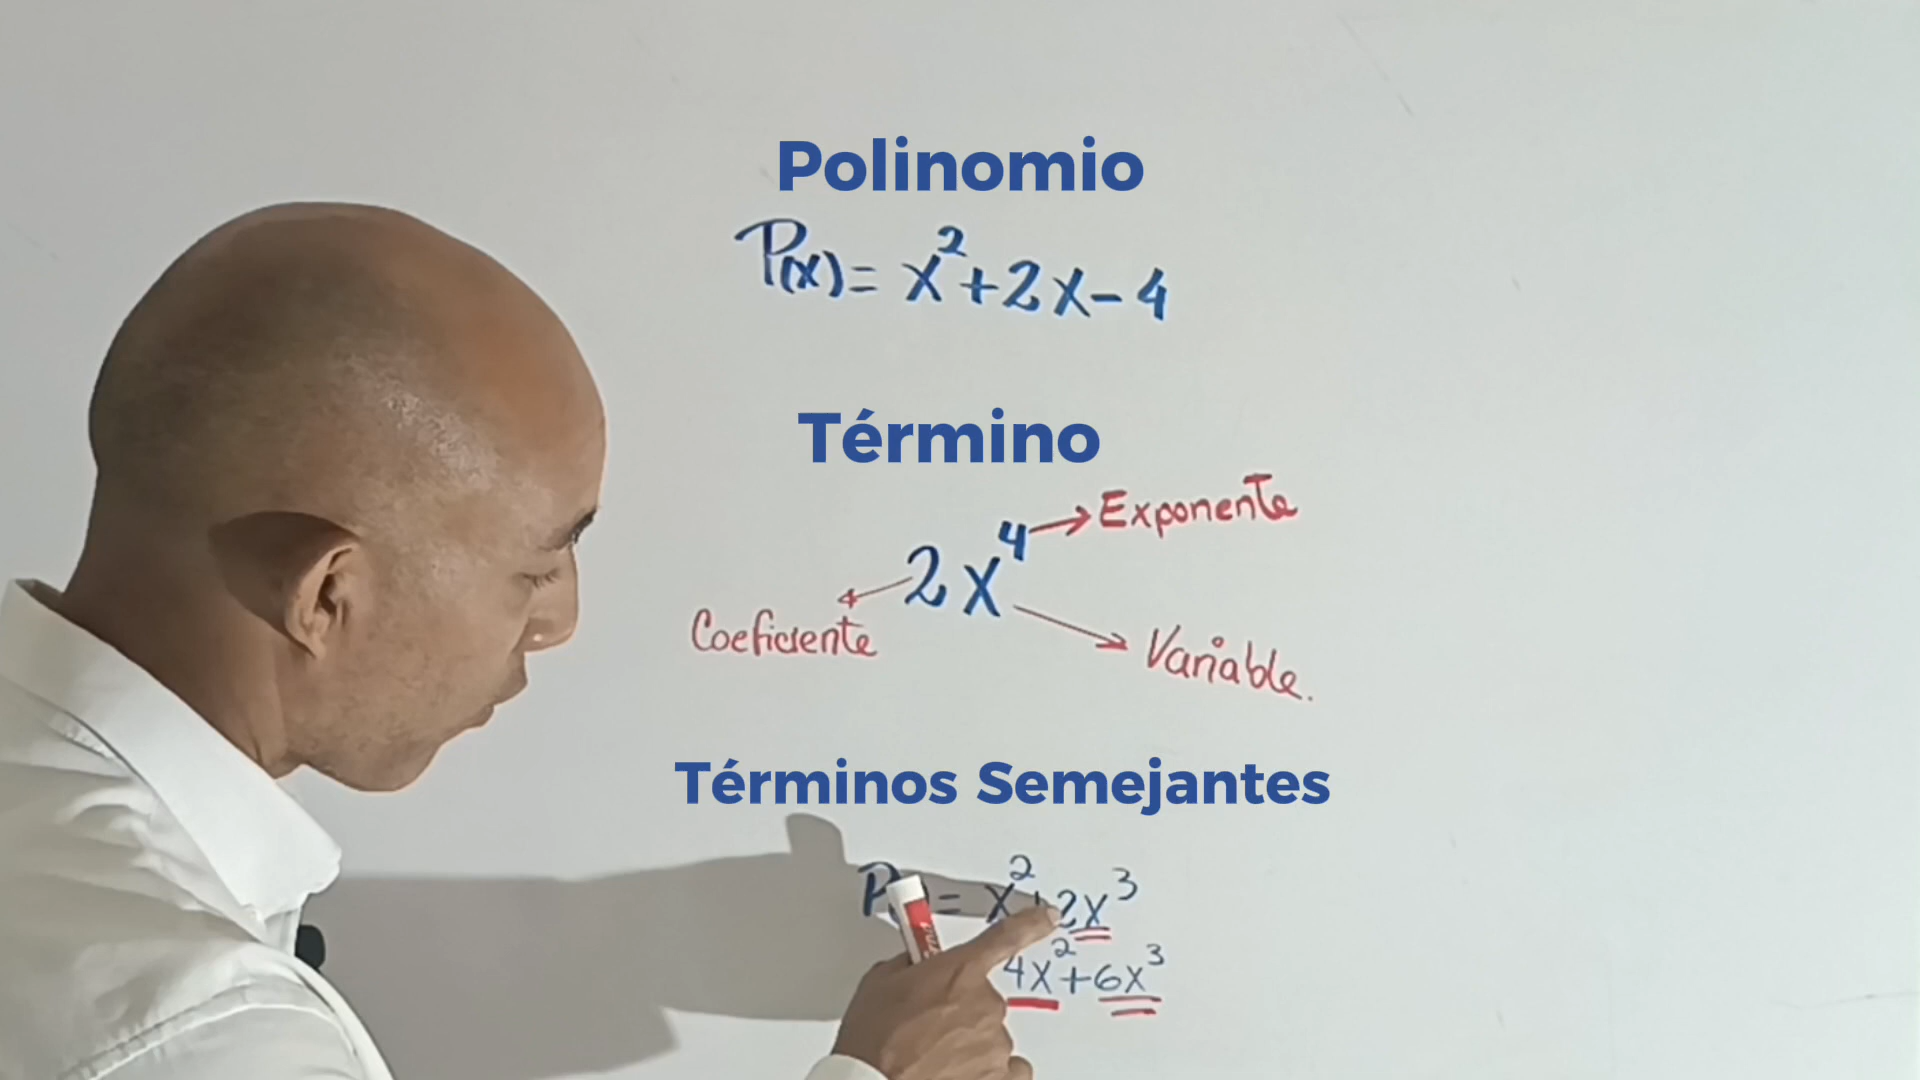 Polinomio
P(x) = x² + 2x - 4
Término
2x⁴
Exponente
Coeficiente
Variable.
Términos Semejantes
= x² + 2x³
4x² + 6x³